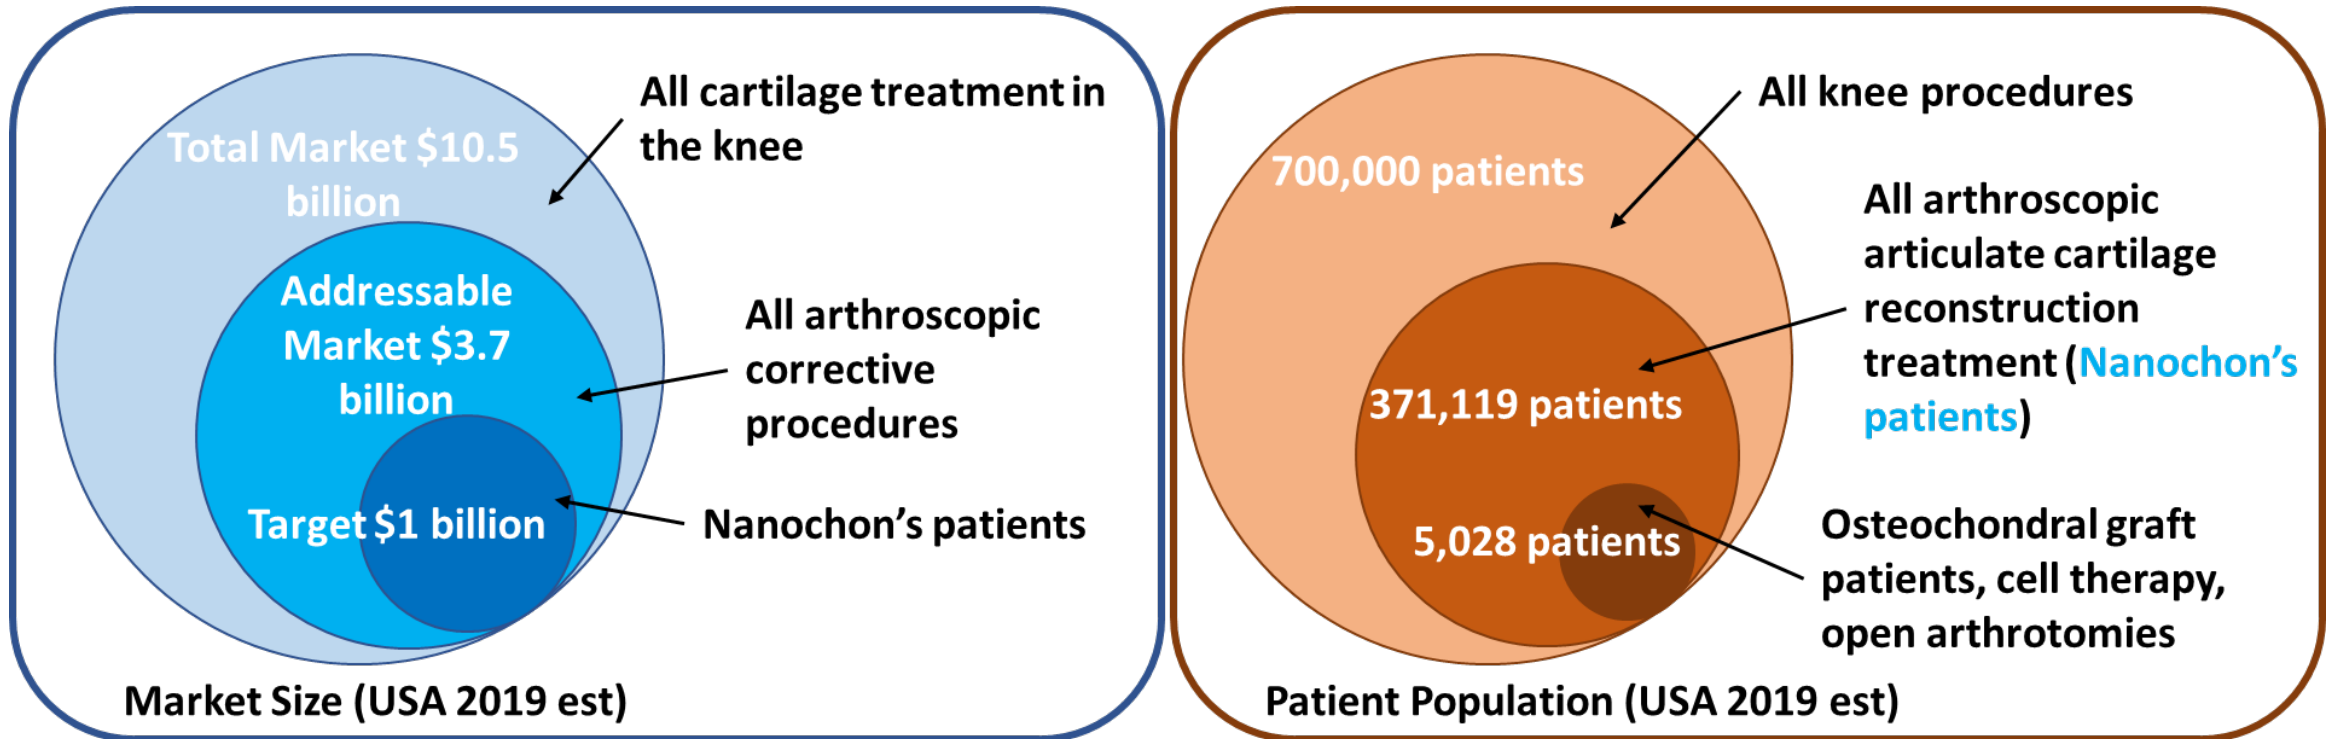 Total Market $10.5
billion
All cartilage treatment in
the knee
Addressable
Market $3.7
billion
All arthroscopic
corrective
procedures
Target $1 billion
Nanochon's patients
Market Size (USA 2019 est)
All knee procedures
700,000 patients
All arthroscopic
articulate cartilage
reconstruction
treatment (Nanochon's
patients)
371,119 patients
5,028 patients
Osteochondral graft
patients, cell therapy,
open arthrotomies
Patient Population (USA 2019 est)